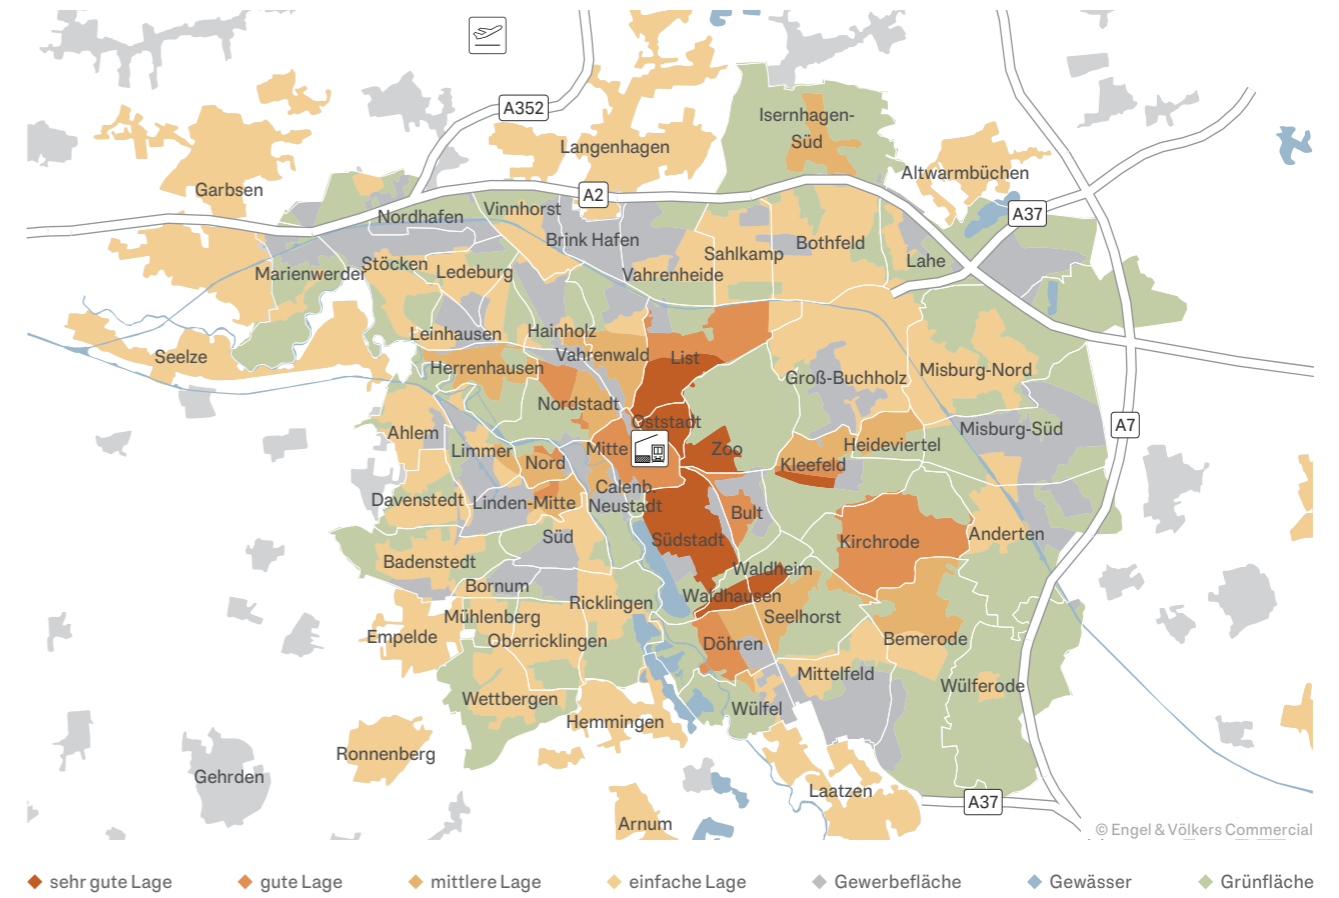 A352
Isernhagen-
Süd
Langenhagen
Altwarmbüchen
Garbsen
A2
Nordhafen
Vinnhorst
A37
Brink Hafen
Bothfeld
Sahlkamp
Lahe
Stöcken
Ledeburg
Marienwerder
Vahrenheide
Leinhausen
Hainholz
Seelze
Vahrenwald
List
Herrenhausen
Groß-Buchholz
Misburg-Nord
Nordstadt
Oststadt
A7
Ahlem
Misburg-Süd
Limmer
Mitte
Zoo
Heideviertel
Nord
Kleefeld
Calenb.
Neustadt
Davenstedt
Linden-Mitte
Bult
Süd
Südstadt
Kirchrode
Anderten
Badenstedt
Waldheim
Bornum
Waldhausen
Ricklingen
Mühlenberg
Seelhorst
Empelde
Oberricklingen
Döhren
Bemerode
Mittelfeld
Wülferode
Wettbergen
Wülfel
Hemmingen
Ronnenberg
Gehrden
Laatzen
A37
Arnum
© Engel & Völkers Commercial
sehr gute Lage
gute Lage
mittlere Lage
einfache Lage
Gewerbefläche
Gewässer
Grünfläche